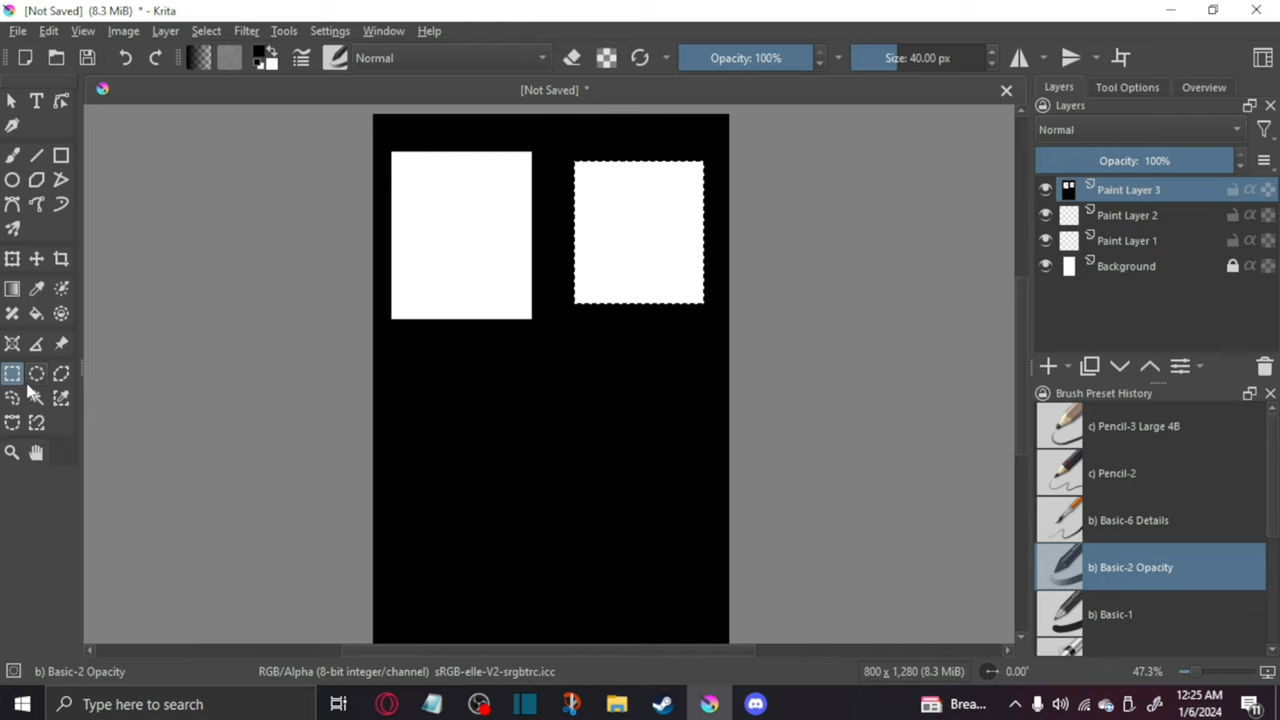 [Not Saved] (8.3 MiB) * - Krita
File Edit View Image Layer Select Filter Tools Settings Window Help
Normal
Opacity: 100%
Size: 40.00 px
[Not Saved] *
Layers Tool Options Overview
Layers
Normal
Opacity: 100%
Paint Layer 3
Paint Layer 2
Paint Layer 1
Background
Brush Preset History
c) Pencil-3 Large 4B
c) Pencil-2
b) Basic-6 Details
b) Basic-2 Opacity
b) Basic-1
b) Basic-2 Opacity
RGB/Alpha (8-bit integer/channel) sRGB-elle-V2-srgbtrc.icc
800 x 1,280 (8.3 MiB)
0.00°
47.3%
Type here to search
Brea...
12:25 AM
1/6/2024
11